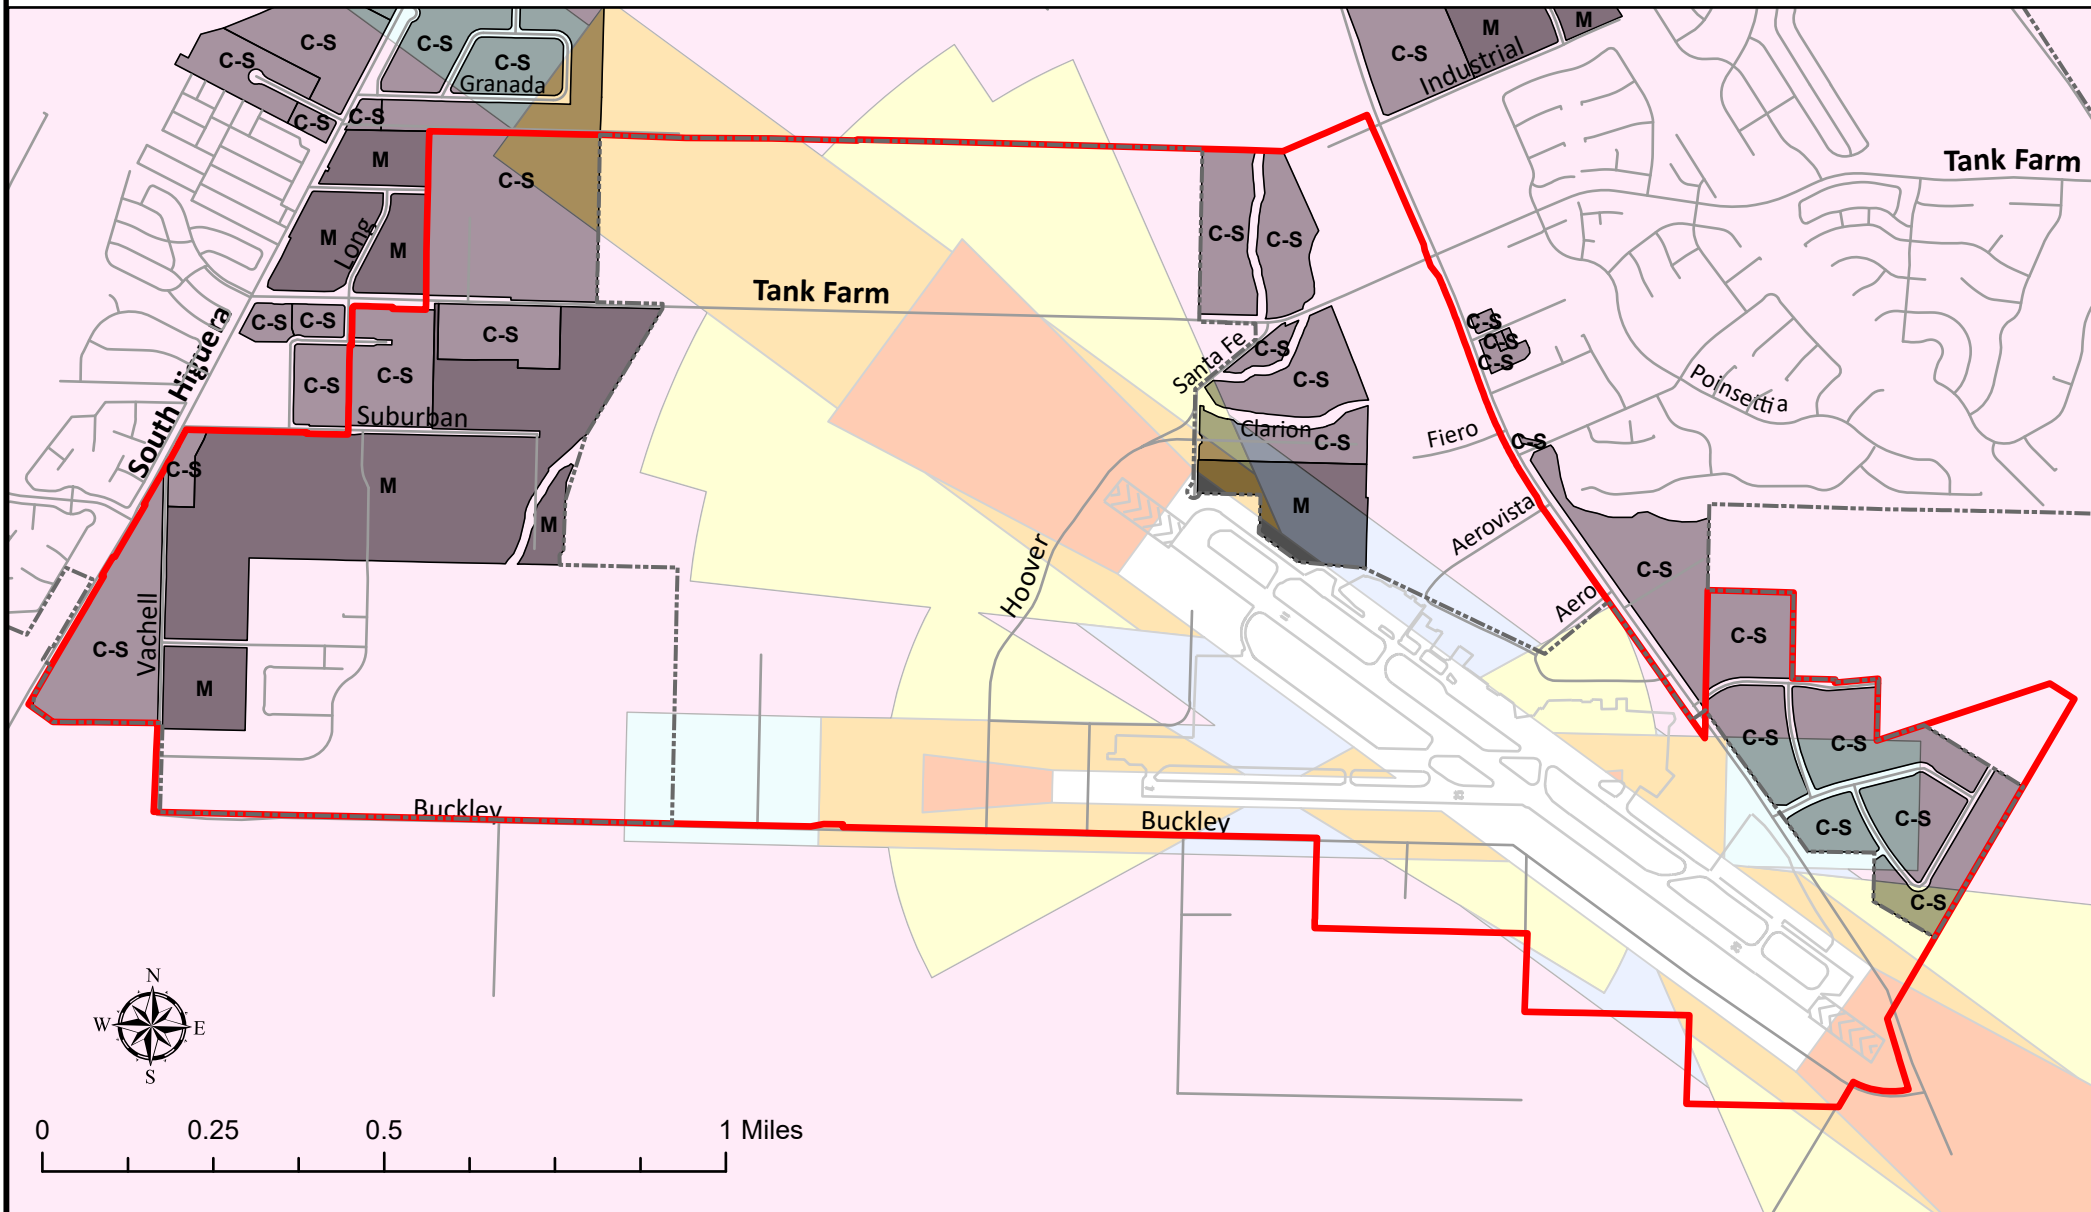 C-S
M
M
C-S
C-S
C-S
C-S
Industrial
Granada
C-S
C-S
M
Tank Farm
C-S
M
Long
M
C-S
C-S
Tank Farm
C-S
C-S
C-S
C-S
C-S
C-S
C-S
Santa Fe
C-S
South Higuera
C-S
C-S
C-S
Poinsettia
Suburban
Clarion
C-S
Fiero
C-S
C-S
M
M
M
Aerovista
Hoover
C-S
Aero
Vachell
C-S
C-S
M
C-S
C-S
Buckley
Buckley
C-S
C-S
C-S
N
W
E
S
0
0.25
0.5
1 Miles